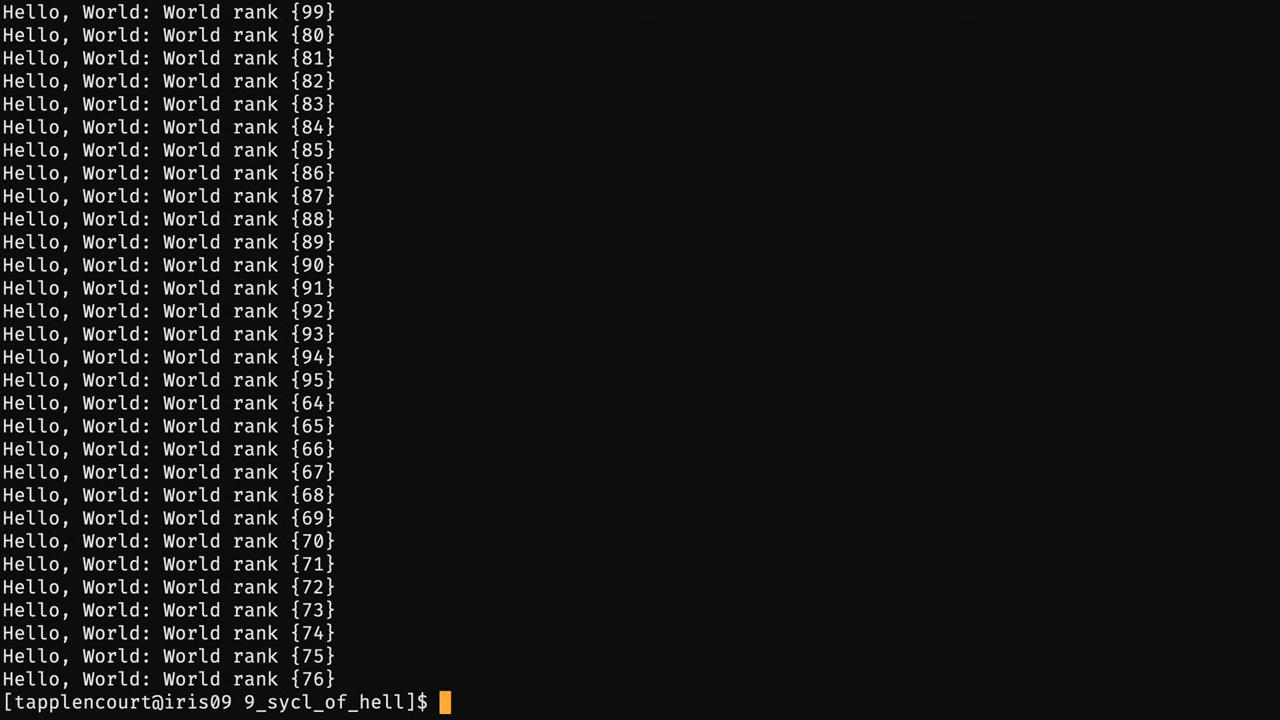 Hello, World: World rank {99}
Hello, World: World rank {80}
Hello, World: World rank {81}
Hello, World: World rank {82}
Hello, World: World rank {83}
Hello, World: World rank {84}
Hello, World: World rank {85}
Hello, World: World rank {86}
Hello, World: World rank {87}
Hello, World: World rank {88}
Hello, World: World rank {89}
Hello, World: World rank {90}
Hello, World: World rank {91}
Hello, World: World rank {92}
Hello, World: World rank {93}
Hello, World: World rank {94}
Hello, World: World rank {95}
Hello, World: World rank {64}
Hello, World: World rank {65}
Hello, World: World rank {66}
Hello, World: World rank {67}
Hello, World: World rank {68}
Hello, World: World rank {69}
Hello, World: World rank {70}
Hello, World: World rank {71}
Hello, World: World rank {72}
Hello, World: World rank {73}
Hello, World: World rank {74}
Hello, World: World rank {75}
Hello, World: World rank {76}
[tapplencourt@iris09 9_sycl_of_hell]$